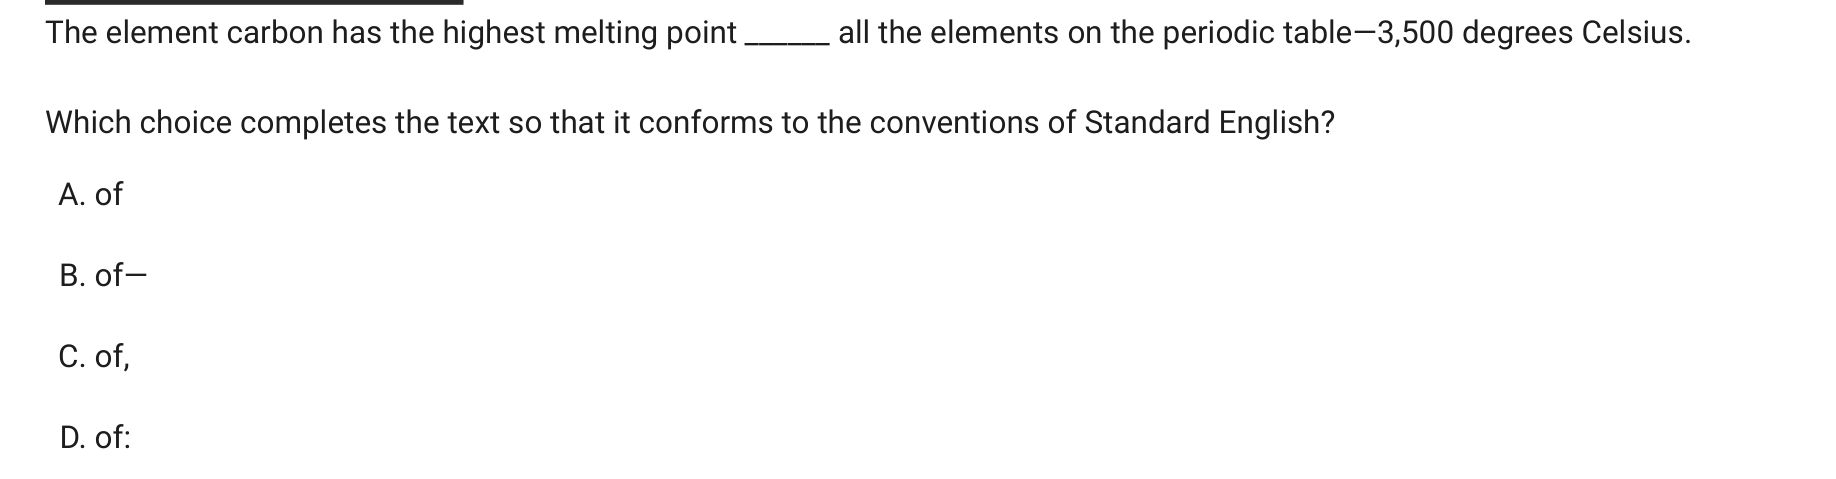 The element carbon has the highest melting point ______ all the elements on the periodic table—3,500 degrees Celsius.
Which choice completes the text so that it conforms to the conventions of Standard English?
A. of
B. of—
C. of,
D. of: